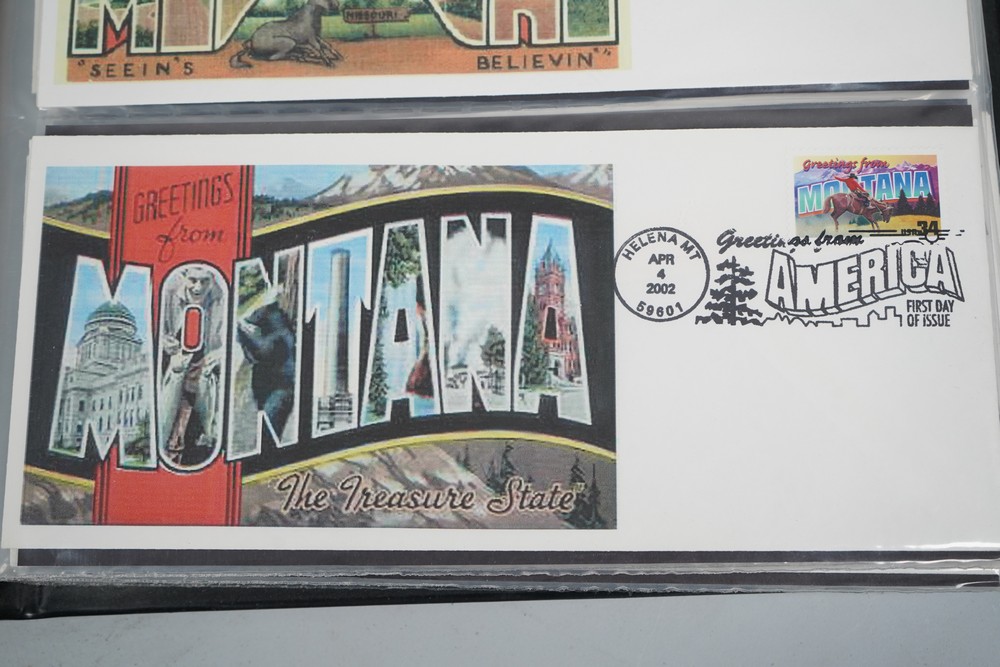 MISSOURI
"SEEIN'S BELIEVIN'"
GREETINGS
from
MONTANA
"The Treasure State"
Greetings from
MONTANA
USA 34
HELENA MT
APR
4
2002
59601
Greetings from
AMERICA
FIRST DAY
OF ISSUE